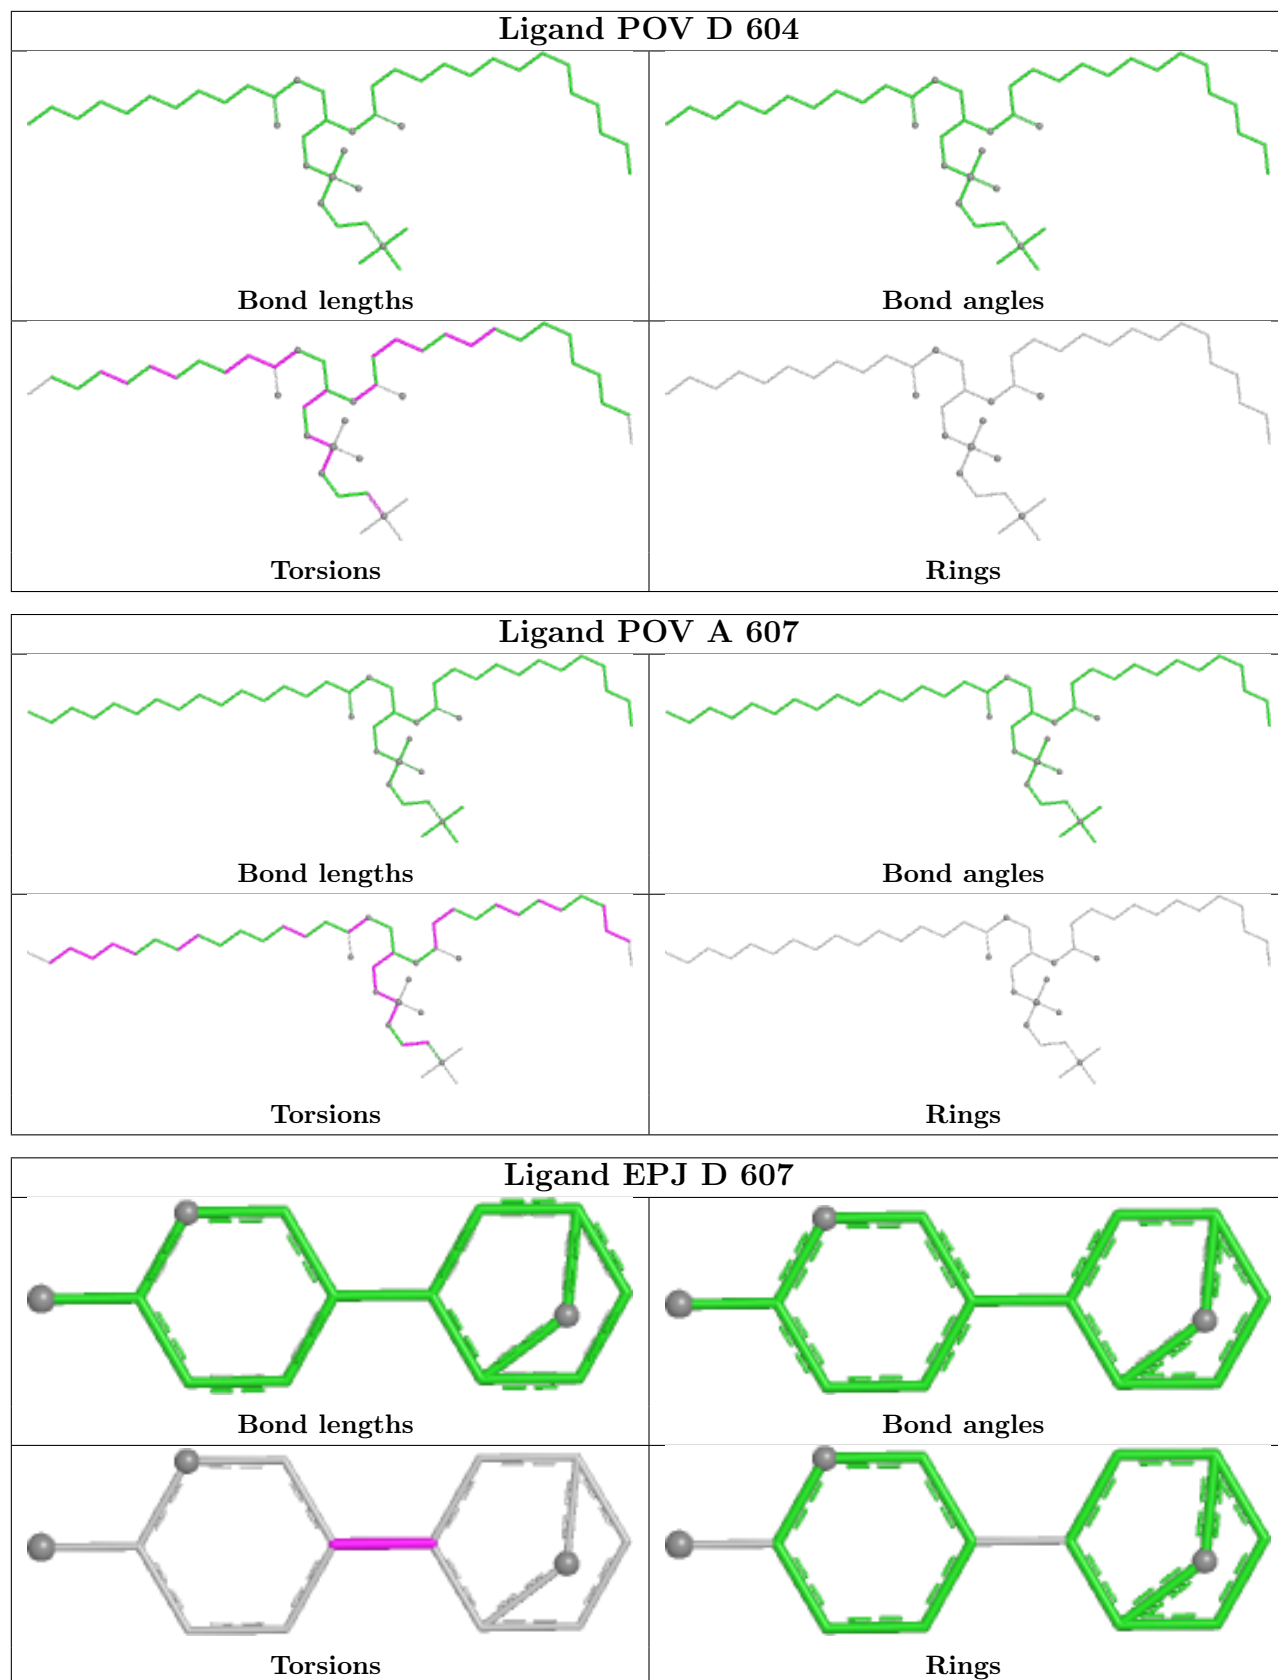 Ligand POV D 604
Bond lengths
Bond angles
Torsions
Rings
Ligand POV A 607
Bond lengths
Bond angles
Torsions
Rings
Ligand EPJ D 607
Bond lengths
Bond angles
Torsions
Rings